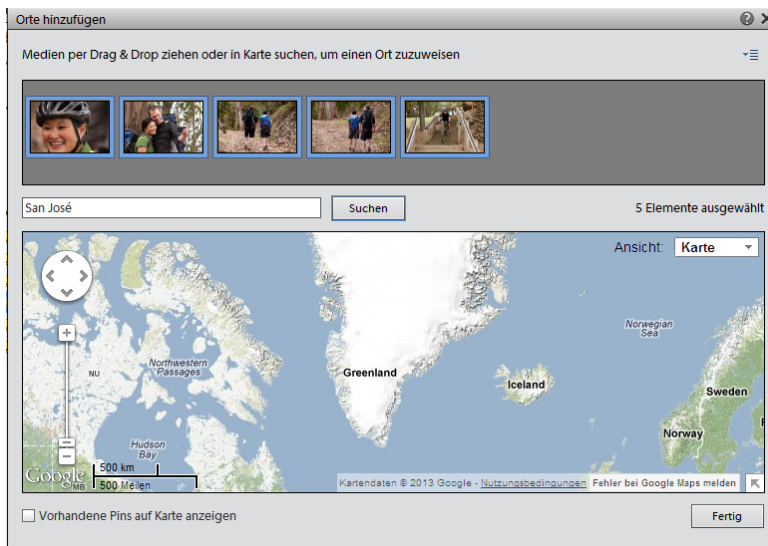 Orte hinzufügen
Medien per Drag & Drop ziehen oder in Karte suchen, um einen Ort zuzuweisen
San José
Suchen
5 Elemente ausgewählt
Ansicht: Karte
Norwegian
Sea
Northwestern
Passages
NU
Greenland
Iceland
Sweden
Norway
Hudson
Bay
500 km
Google
MB
500 Meilen
Kartendaten © 2013 Google - Nutzungsbedingungen
Fehler bei Google Maps melden
Vorhandene Pins auf Karte anzeigen
Fertig